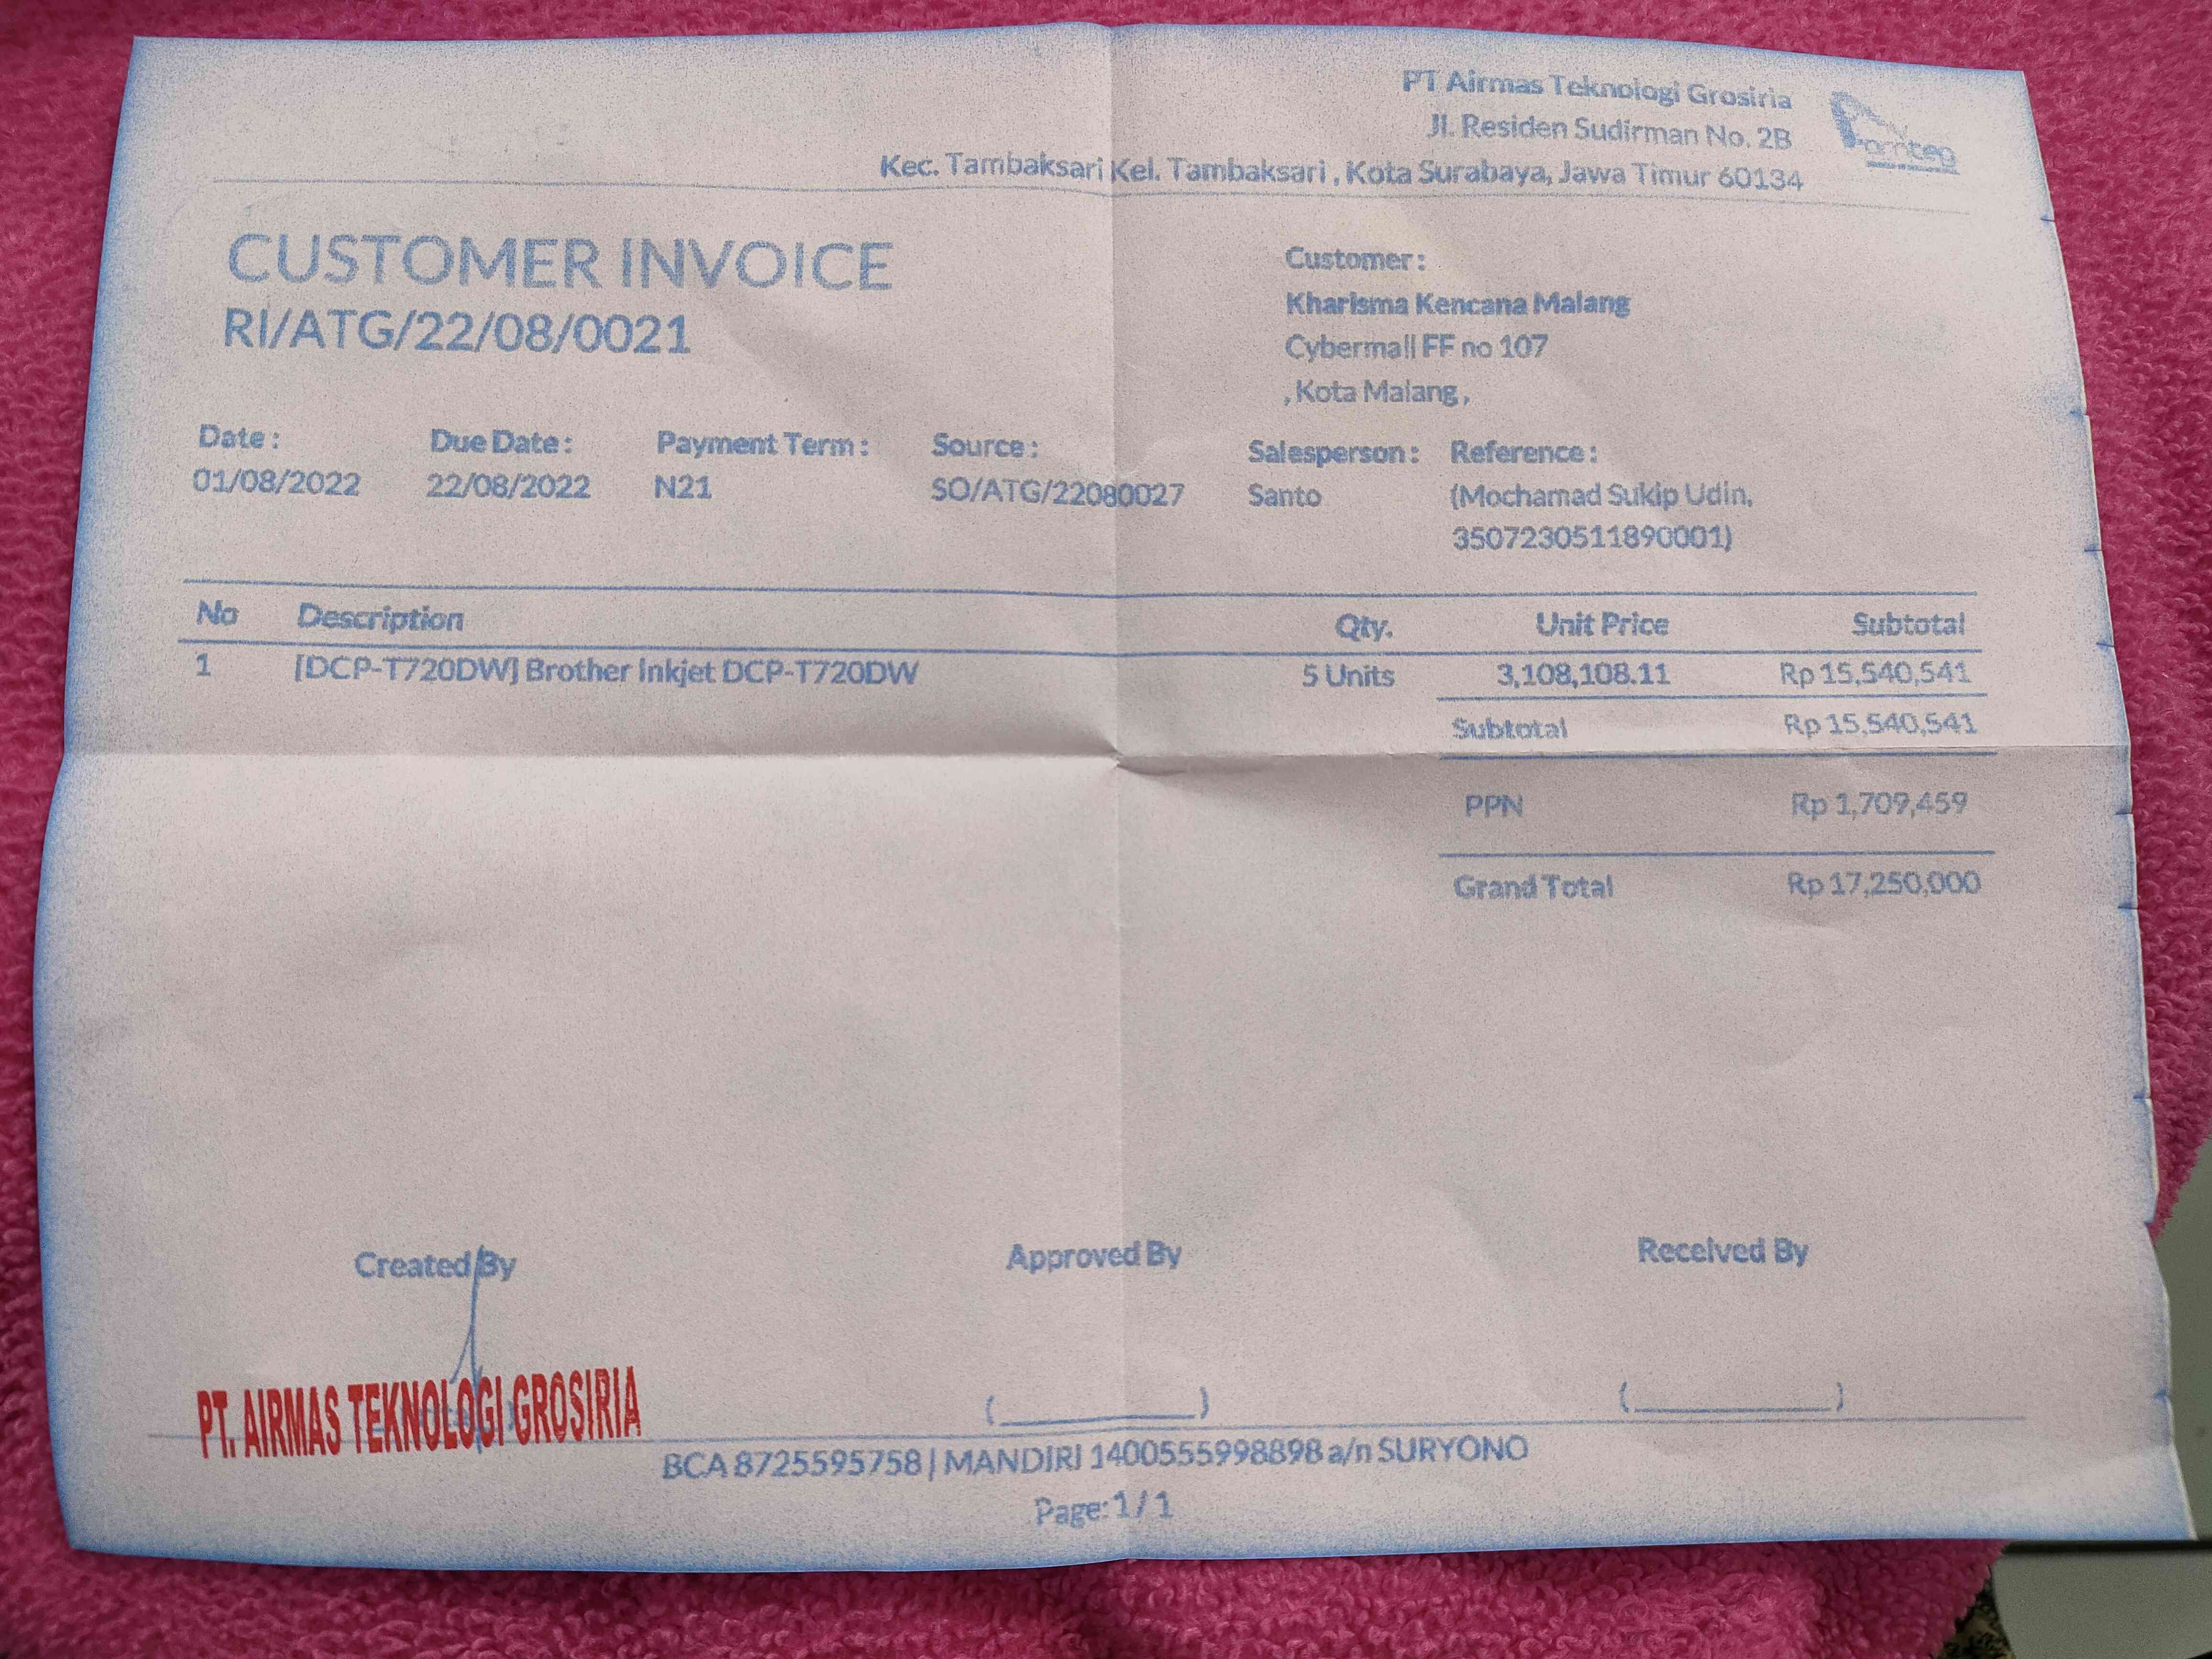 PT Airmas Teknologi Grosiria
Jl. Residen Sudirman No. 2B
Kec. Tambaksari Kel. Tambaksari , Kota Surabaya, Jawa Timur 60134
CUSTOMER INVOICE
RI/ATG/22/08/0021
Customer :
Kharisma Kencana Malang
Cybermall FF no 107
, Kota Malang ,
Date : Due Date : Payment Term : Source : Salesperson : Reference :
01/08/2022 22/08/2022 N21 SO/ATG/22080027 Santo (Mochamad Sukip Udin,
3507230511890001)
No Description Qty. Unit Price Subtotal
1 [DCP-T720DW] Brother Inkjet DCP-T720DW 5 Units 3,108,108.11 Rp 15,540,541
Subtotal Rp 15,540,541
PPN Rp 1,709,459
Grand Total Rp 17,250,000
Created By Approved By Received By
PT. AIRMAS TEKNOLOGI GROSIRIA
(____________) (____________)
BCA 8725595758 | MANDIRI 1400555998898 a/n SURYONO
Page: 1 / 1